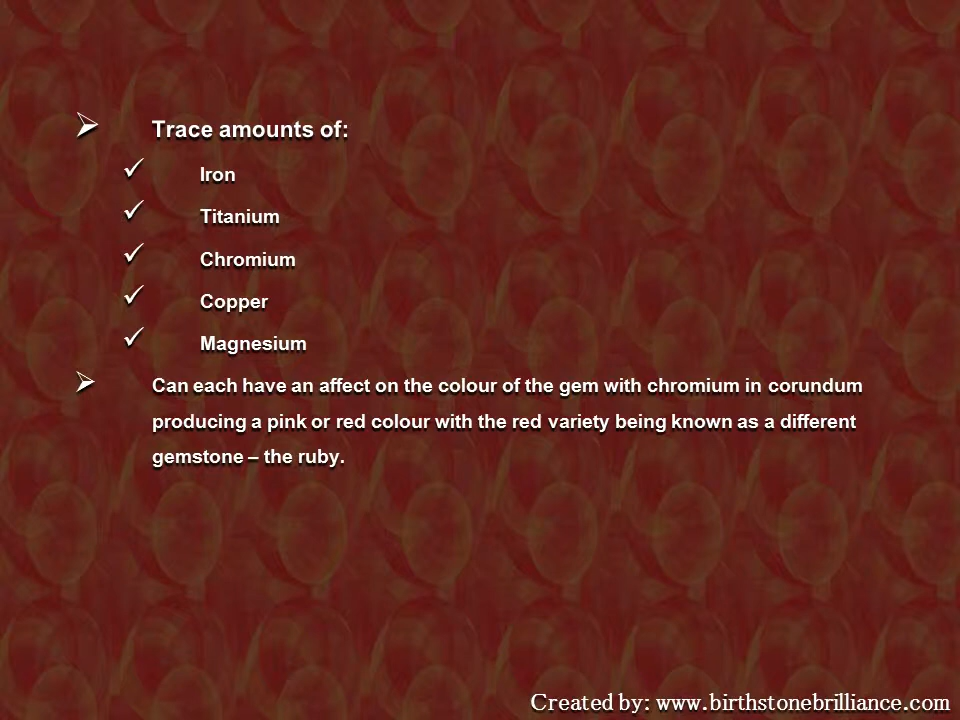 ➢ Trace amounts of:
✓ Iron
✓ Titanium
✓ Chromium
✓ Copper
✓ Magnesium
➢ Can each have an affect on the colour of the gem with chromium in corundum
producing a pink or red colour with the red variety being known as a different
gemstone – the ruby.
Created by: www.birthstonebrilliance.com